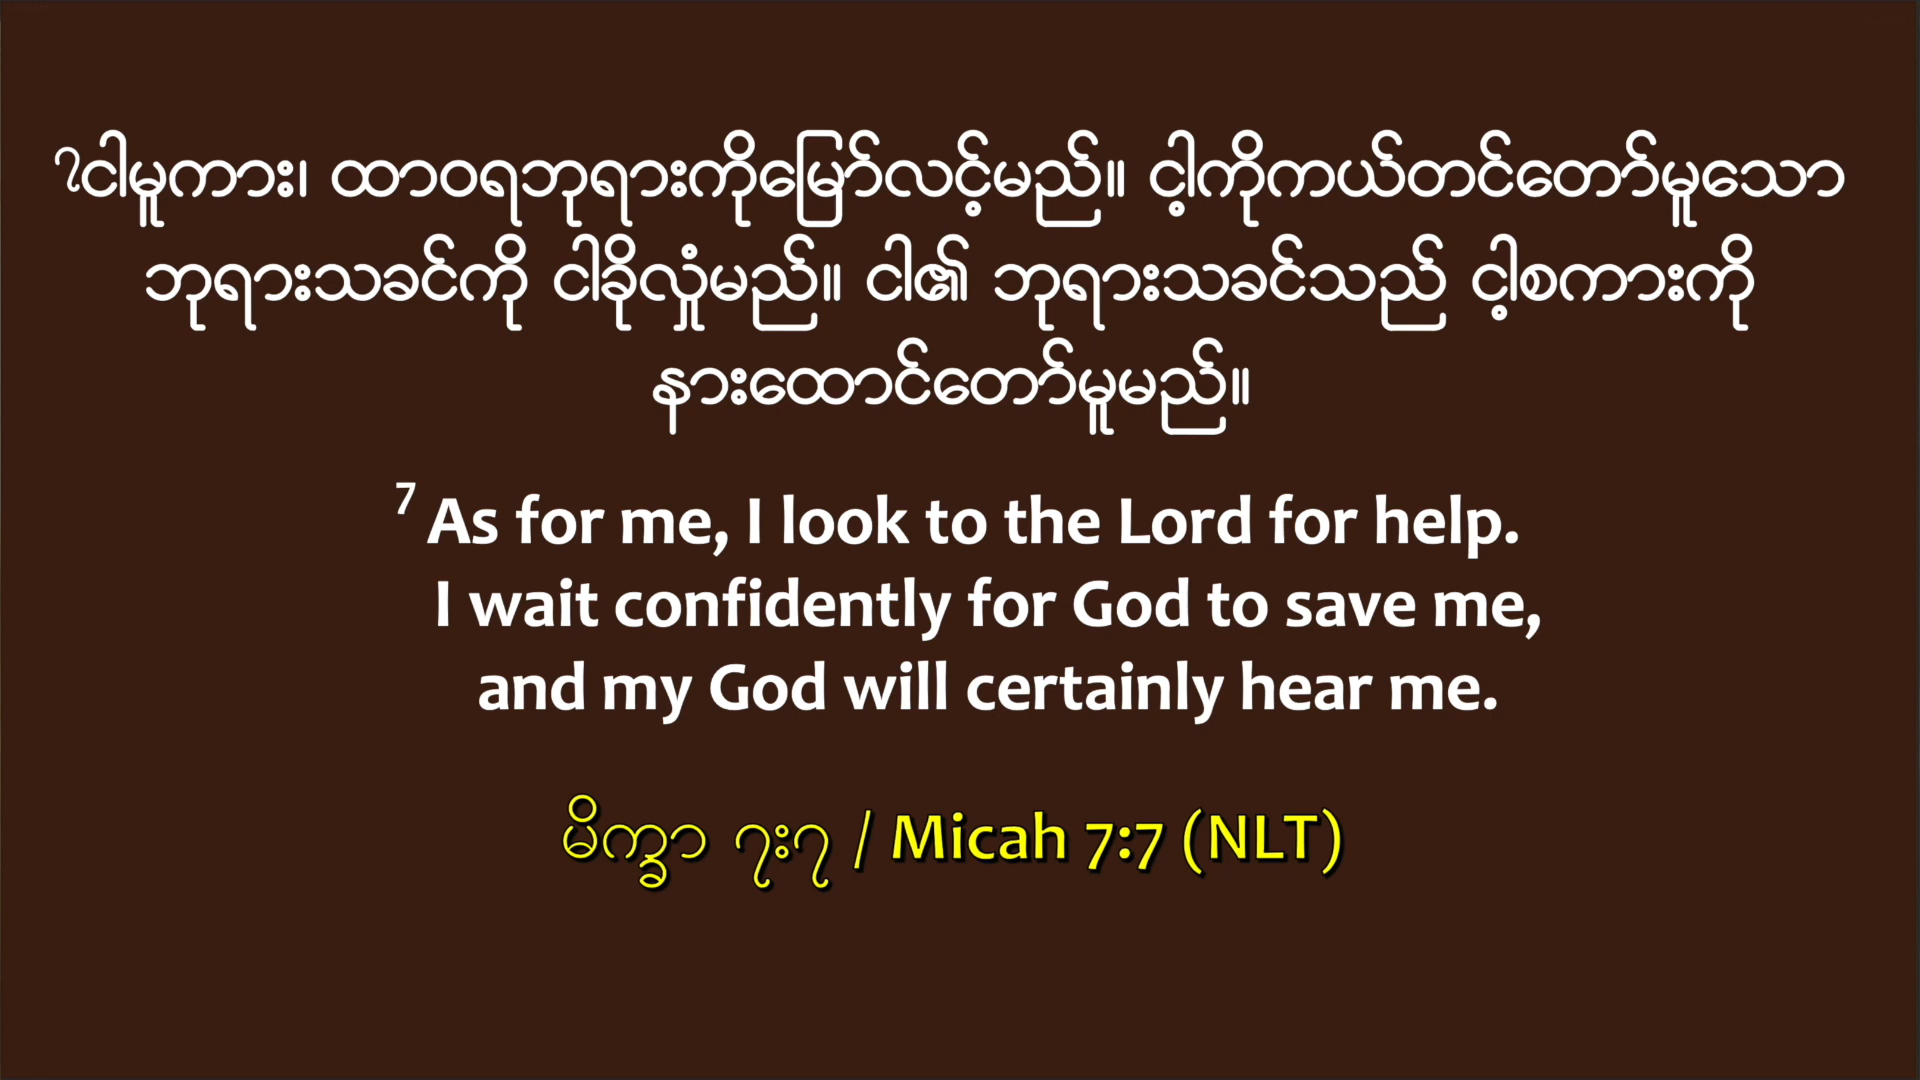 ၇ငါမူကား၊ ထာဝရဘုရားကိုမြော်လင့်မည်။ ငါ့ကိုကယ်တင်တော်မူသော
ဘုရားသခင်ကို ငါခိုလှုံမည်။ ငါ၏ ဘုရားသခင်သည် ငါ့စကားကို
နားထောင်တော်မူမည်။
7 As for me, I look to the Lord for help.
I wait confidently for God to save me,
and my God will certainly hear me.
မိက္ခာ ၇း၇ / Micah 7:7 (NLT)